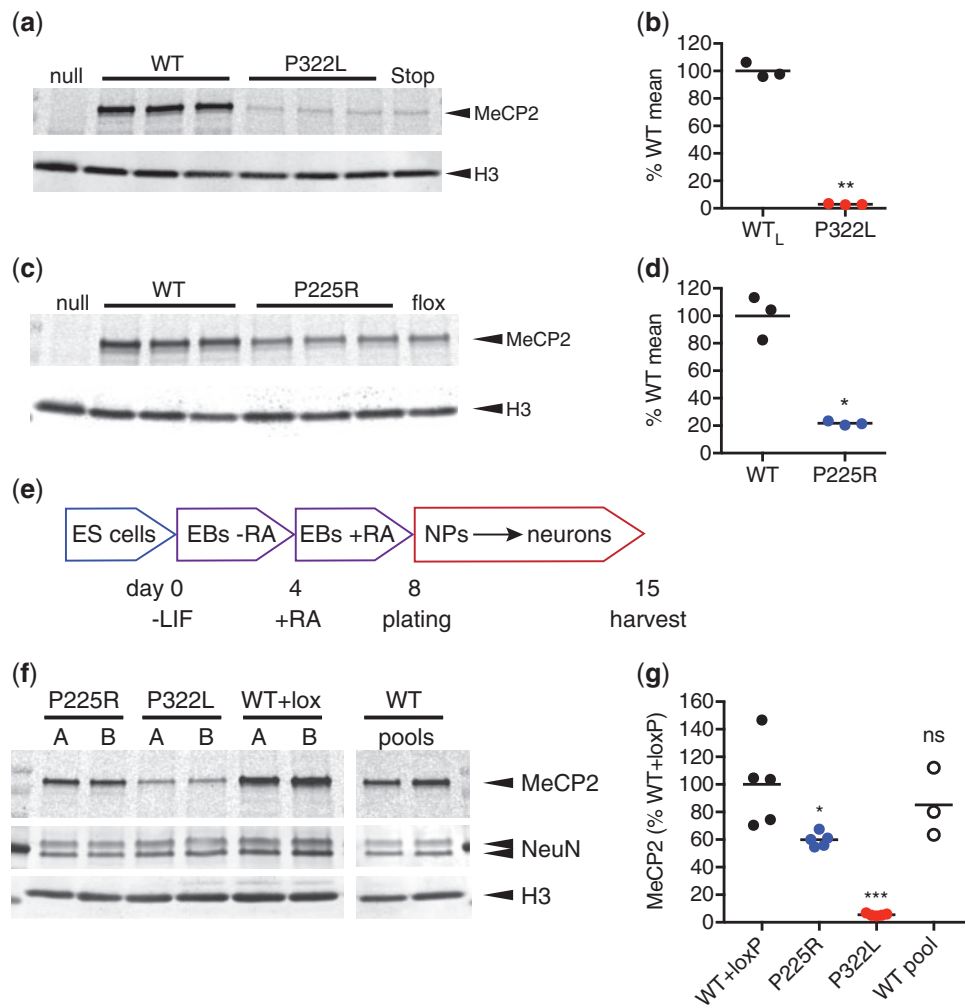 (a)
null WT P322L Stop
MeCP2
H3
(b)
% WT mean
120
100
80
60
40
20
0
**
WTL P322L
(c)
null WT P225R flox
MeCP2
H3
(d)
% WT mean
120
100
80
60
40
20
0
*
WT P225R
(e)
ES cells EBs -RA EBs +RA NPs neurons
day 0 4 8 15
-LIF +RA plating harvest
(f)
P225R P322L WT+lox WT
A B A B A B pools
MeCP2
NeuN
H3
(g)
MeCP2 (% WT+loxP)
160
140
120
100
80
60
40
20
0
*
***
ns
WT+loxP P225R P322L WT pool